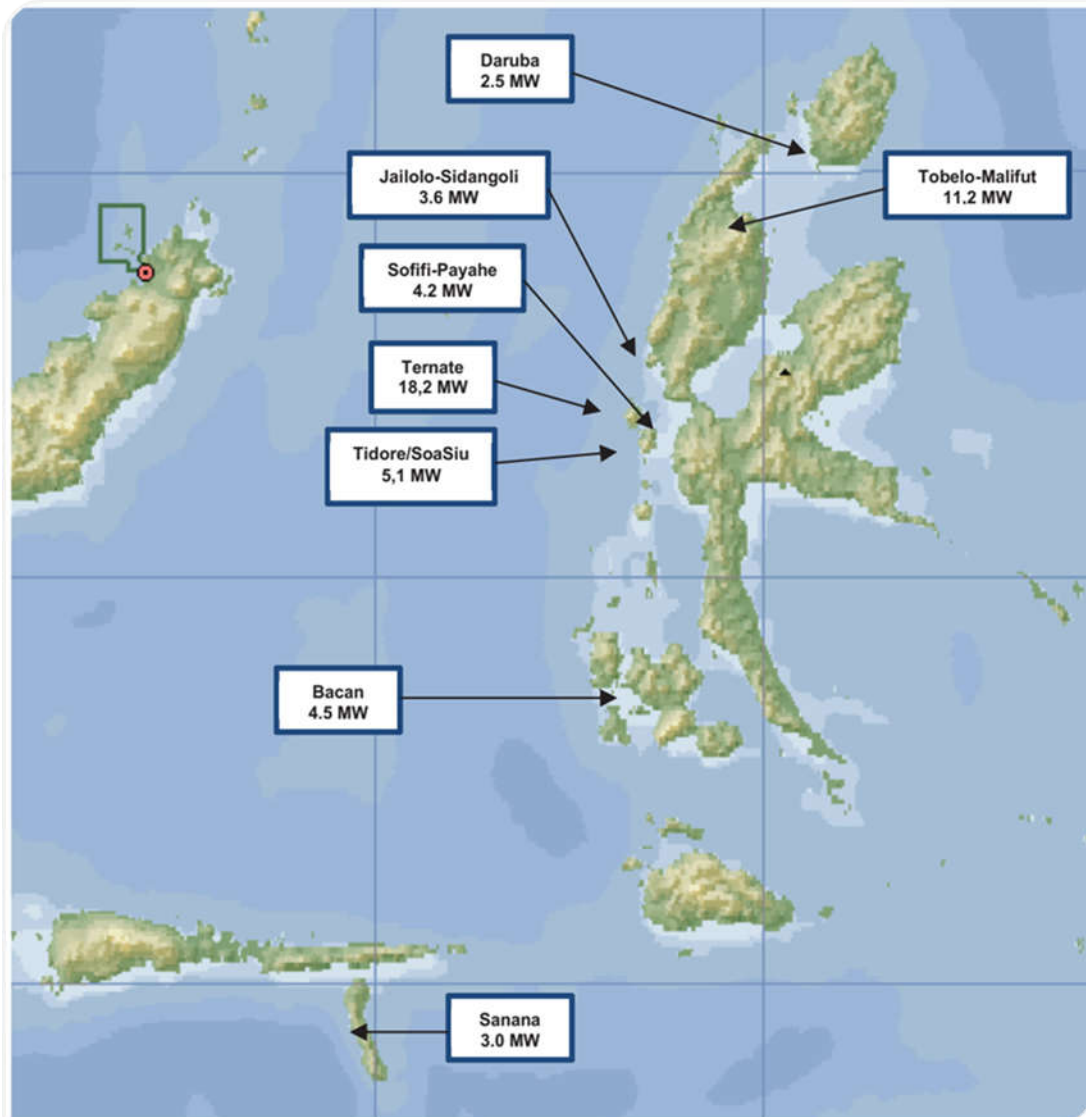 Daruba
2.5 MW
Jailolo-Sidangoli
3.6 MW
Tobelo-Malifut
11.2 MW
Sofifi-Payahe
4.2 MW
Ternate
18,2 MW
Tidore/SoaSiu
5,1 MW
Bacan
4.5 MW
Sanana
3.0 MW